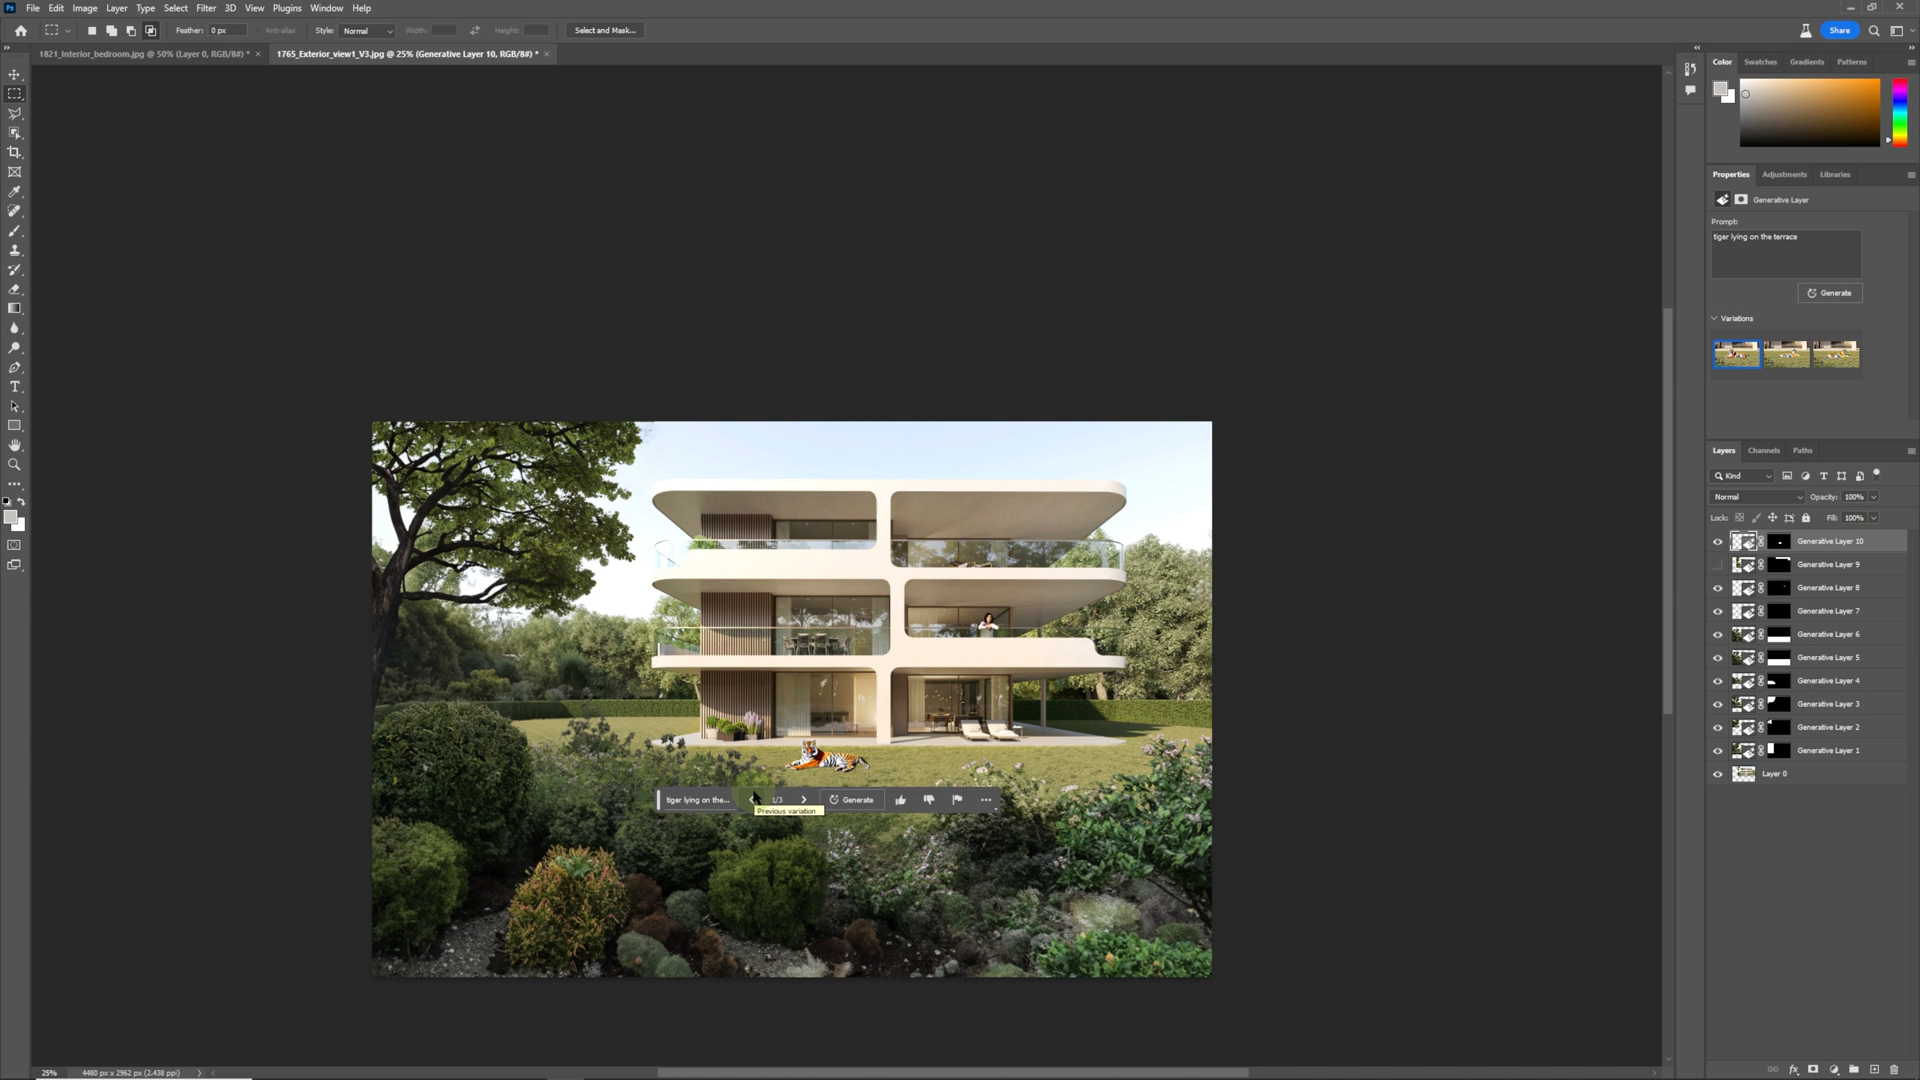 Ps File Edit Image Layer Type Select Filter 3D View Plugins Window Help
Feather: 0 px Anti-alias Style: Normal Width: Height: Select and Mask... Share
1821_Interior_bedroom.jpg @ 50% (Layer 0, RGB/8#) * × 1765_Exterior_view1_V3.jpg @ 25% (Generative Layer 10, RGB/8#) * ×
Color Swatches Gradients Patterns
Properties Adjustments Libraries
Generative Layer
Prompt:
tiger lying on the terrace
Generate
Variations
Layers Channels Paths
Kind
Normal Opacity: 100%
Lock: Fill: 100%
Generative Layer 10
Generative Layer 9
Generative Layer 8
Generative Layer 7
Generative Layer 6
Generative Layer 5
Generative Layer 4
Generative Layer 3
Generative Layer 2
Generative Layer 1
Layer 0
tiger lying on the... 1/3 Generate
Previous variation
25% 4480 px x 2962 px (2.438 ppi)